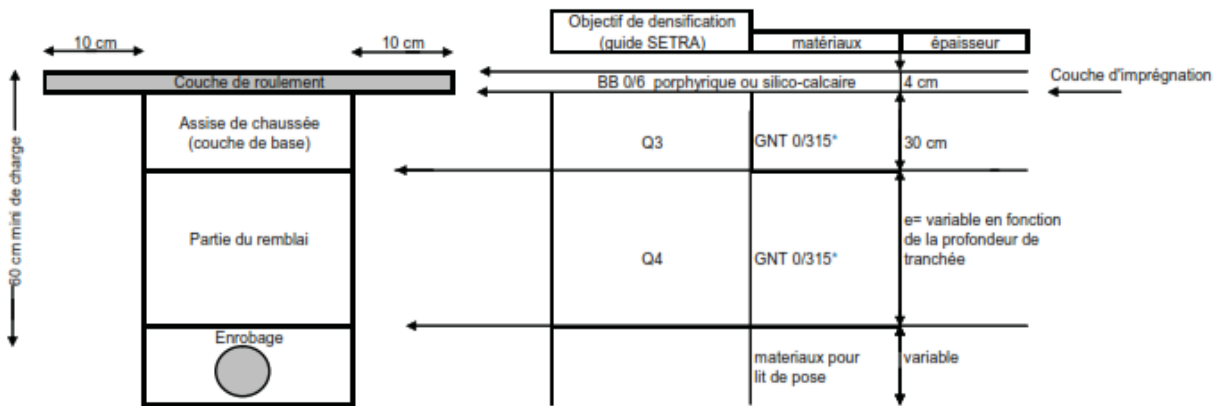 Objectif de densification
(guide SETRA)
matériaux
épaisseur
10 cm
10 cm
Couche de roulement
BB 0/6 porphyrique ou silico-calcaire
4 cm
Couche d'imprégnation
Assise de chaussée
(couche de base)
Q3
GNT 0/315*
30 cm
60 cm mini de charge
Partie du remblai
Q4
GNT 0/315*
e= variable en fonction
de la profondeur de
tranchée
Enrobage
materiaux pour
lit de pose
variable